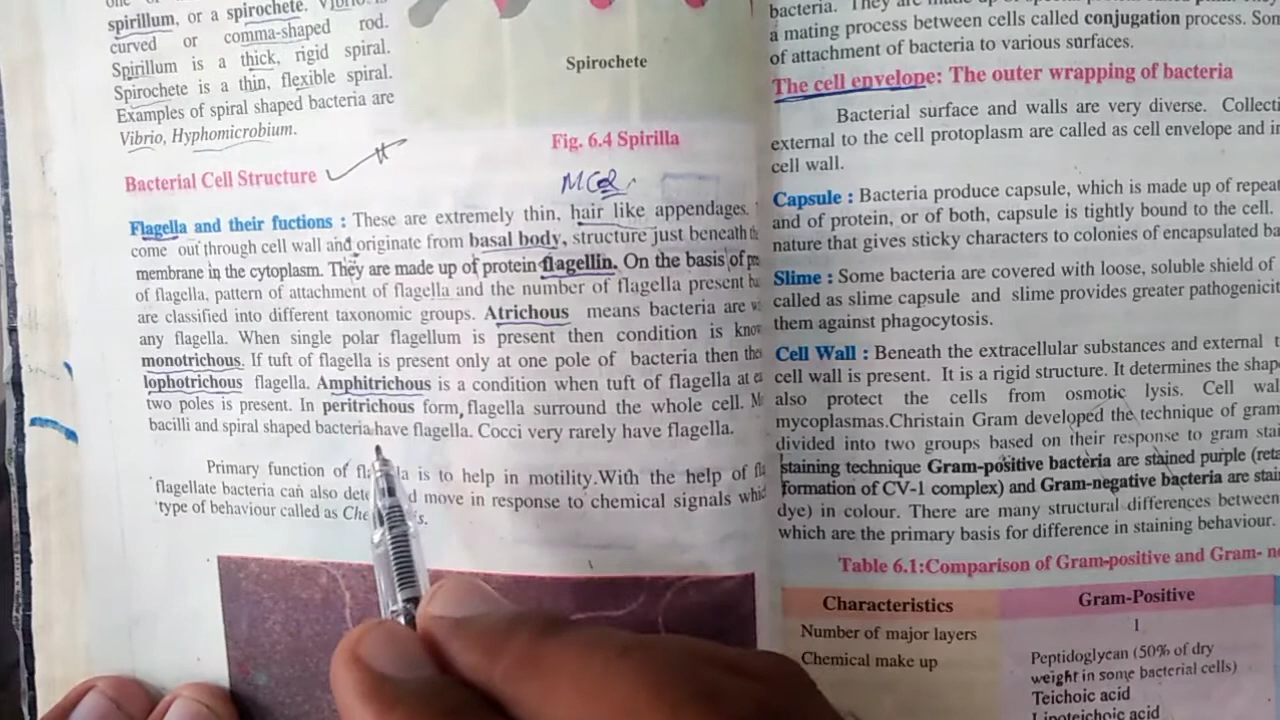 spirillum, or a spirochete. Vibrio is
curved or comma-shaped rod.
Spirillum is a thick, rigid spiral.
Spirochete is a thin, flexible spiral.
Examples of spiral shaped bacteria are
Vibrio, Hyphomicrobium.
Spirochete
Fig. 6.4 Spirilla
Bacterial Cell Structure
MCQ
Flagella and their fuctions : These are extremely thin, hair like appendages.
come out through cell wall and originate from basal body, structure just beneath
membrane in the cytoplasm. They are made up of protein flagellin. On the basis of
of flagella, pattern of attachment of flagella and the number of flagella present
are classified into different taxonomic groups. Atrichous means bacteria are
any flagella. When single polar flagellum is present then condition is
monotrichous. If tuft of flagella is present only at one pole of bacteria then
lophotrichous flagella. Amphitrichous is a condition when tuft of flagella at
two poles is present. In peritrichous form, flagella surround the whole cell.
bacilli and spiral shaped bacteria have flagella. Cocci very rarely have flagella.
Primary function of is to help in motility.With the help of
flagellate bacteria can also move in response to chemical signals
type of behaviour called as
bacteria. They are made up of
a mating process between cells called conjugation process.
of attachment of bacteria to various surfaces.
The cell envelope: The outer wrapping of bacteria
Bacterial surface and walls are very diverse.
external to the cell protoplasm are called as cell envelope and
cell wall.
Capsule : Bacteria produce capsule, which is made up of
and of protein, or of both, capsule is tightly bound to the cell.
nature that gives sticky characters to colonies of encapsulated
Slime : Some bacteria are covered with loose, soluble shield of
called as slime capsule and slime provides greater
them against phagocytosis.
Cell Wall : Beneath the extracellular substances and external
cell wall is present. It is a rigid structure. It determines the
also protect the cells from osmotic lysis. Cell
mycoplasmas.Christain Gram developed the technique of gram
divided into two groups based on their response to gram
staining technique Gram-positive bacteria are stained purple
formation of CV-1 complex) and Gram-negative bacteria are
dye) in colour. There are many structural differences between
which are the primary basis for difference in staining behaviour.
Table 6.1:Comparison of Gram-positive and Gram-
Characteristics Gram-Positive
Number of major layers 1
Chemical make up Peptidoglycan (50% of dry
weight in some bacterial cells)
Teichoic acid
Lipoteichoic acid